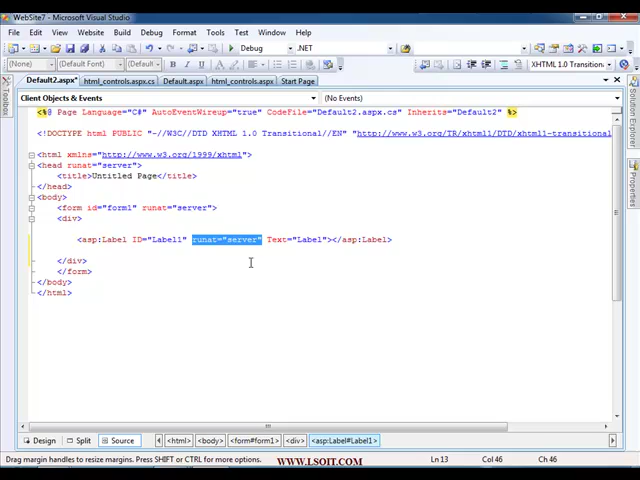 WebSite7 - Microsoft Visual Studio
File Edit View Website Build Debug Format Tools Test Window Help
Debug .NET
(None) (Default Font) (Default B I U A XHTML 1.0 Transition
Default2.aspx* html_controls.aspx.cs Default.aspx html_controls.aspx Start Page
Toolbox
Solution Explorer
Properties
Client Objects & Events (No Events)
<%@ Page Language="C#" AutoEventWireup="true" CodeFile="Default2.aspx.cs" Inherits="Default2" %>
<!DOCTYPE html PUBLIC "-//W3C//DTD XHTML 1.0 Transitional//EN" "http://www.w3.org/TR/xhtml1/DTD/xhtml1-transitional
<html xmlns="http://www.w3.org/1999/xhtml">
<head runat="server">
<title>Untitled Page</title>
</head>
<body>
<form id="form1" runat="server">
<div>
<asp:Label ID="Label1" runat="server" Text="Label"></asp:Label>
</div>
</form>
</body>
</html>
Design Split Source <html> <body> <form#form1> <div> <asp:Label#Label1>
Drag margin handles to resize margins. Press SHIFT or CTRL for more options. Ln 13 Col 46 Ch 46
WWW.LSOIT.COM